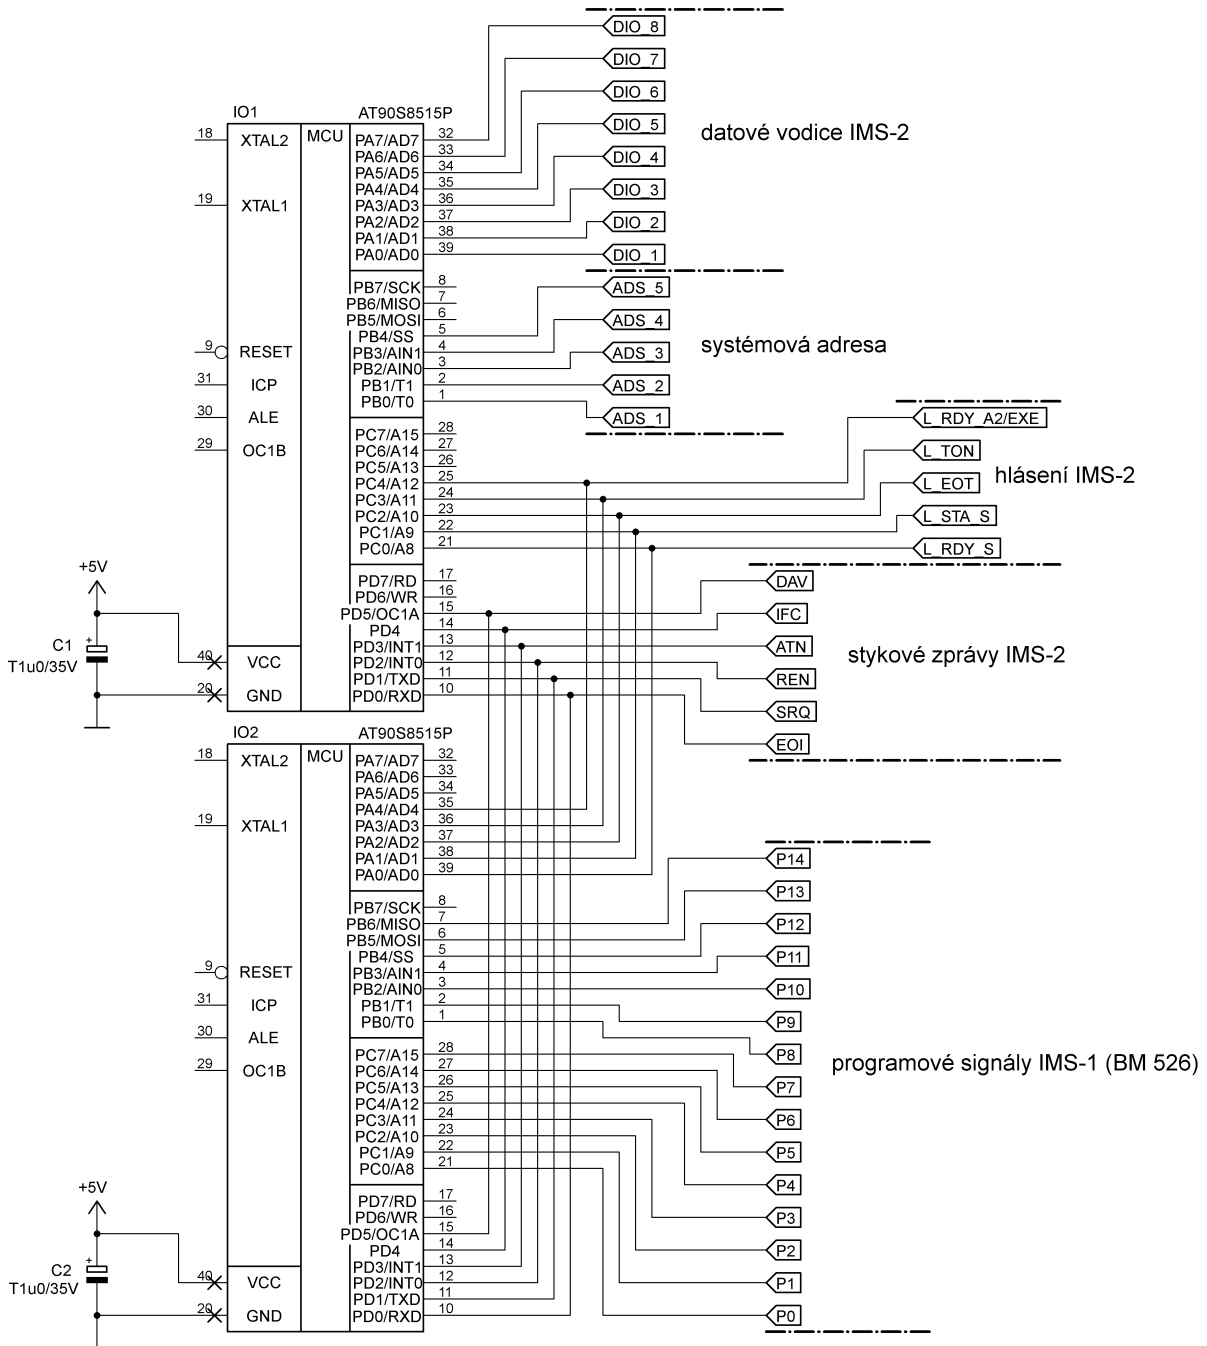 DIO_8
DIO_7
DIO_6
DIO_5
DIO_4
DIO_3
DIO_2
DIO_1
datové vodice IMS-2
IO1
AT90S8515P
MCU
18 XTAL2
19 XTAL1
9 RESET
31 ICP
30 ALE
29 OC1B
40 VCC
20 GND
PA7/AD7 32
PA6/AD6 33
PA5/AD5 34
PA4/AD4 35
PA3/AD3 36
PA2/AD2 37
PA1/AD1 38
PA0/AD0 39
PB7/SCK 8
PB6/MISO 7
PB5/MOSI 6
PB4/SS 5
PB3/AIN1 4
PB2/AIN0 3
PB1/T1 2
PB0/T0 1
PC7/A15 28
PC6/A14 27
PC5/A13 26
PC4/A12 25
PC3/A11 24
PC2/A10 23
PC1/A9 22
PC0/A8 21
PD7/RD 17
PD6/WR 16
PD5/OC1A 15
PD4 14
PD3/INT1 13
PD2/INT0 12
PD1/TXD 11
PD0/RXD 10
ADS_5
ADS_4
ADS_3
ADS_2
ADS_1
systémová adresa
L_RDY_A2/EXE
L_TON
L_EOT
L_STA_S
L_RDY_S
hlásení IMS-2
DAV
IFC
ATN
REN
SRQ
EOI
stykové zprávy IMS-2
+5V
+
C1
T1u0/35V
IO2
AT90S8515P
MCU
18 XTAL2
19 XTAL1
9 RESET
31 ICP
30 ALE
29 OC1B
40 VCC
20 GND
PA7/AD7 32
PA6/AD6 33
PA5/AD5 34
PA4/AD4 35
PA3/AD3 36
PA2/AD2 37
PA1/AD1 38
PA0/AD0 39
PB7/SCK 8
PB6/MISO 7
PB5/MOSI 6
PB4/SS 5
PB3/AIN1 4
PB2/AIN0 3
PB1/T1 2
PB0/T0 1
PC7/A15 28
PC6/A14 27
PC5/A13 26
PC4/A12 25
PC3/A11 24
PC2/A10 23
PC1/A9 22
PC0/A8 21
PD7/RD 17
PD6/WR 16
PD5/OC1A 15
PD4 14
PD3/INT1 13
PD2/INT0 12
PD1/TXD 11
PD0/RXD 10
P14
P13
P12
P11
P10
P9
P8
P7
P6
P5
P4
P3
P2
P1
P0
programové signály IMS-1 (BM 526)
+5V
+
C2
T1u0/35V